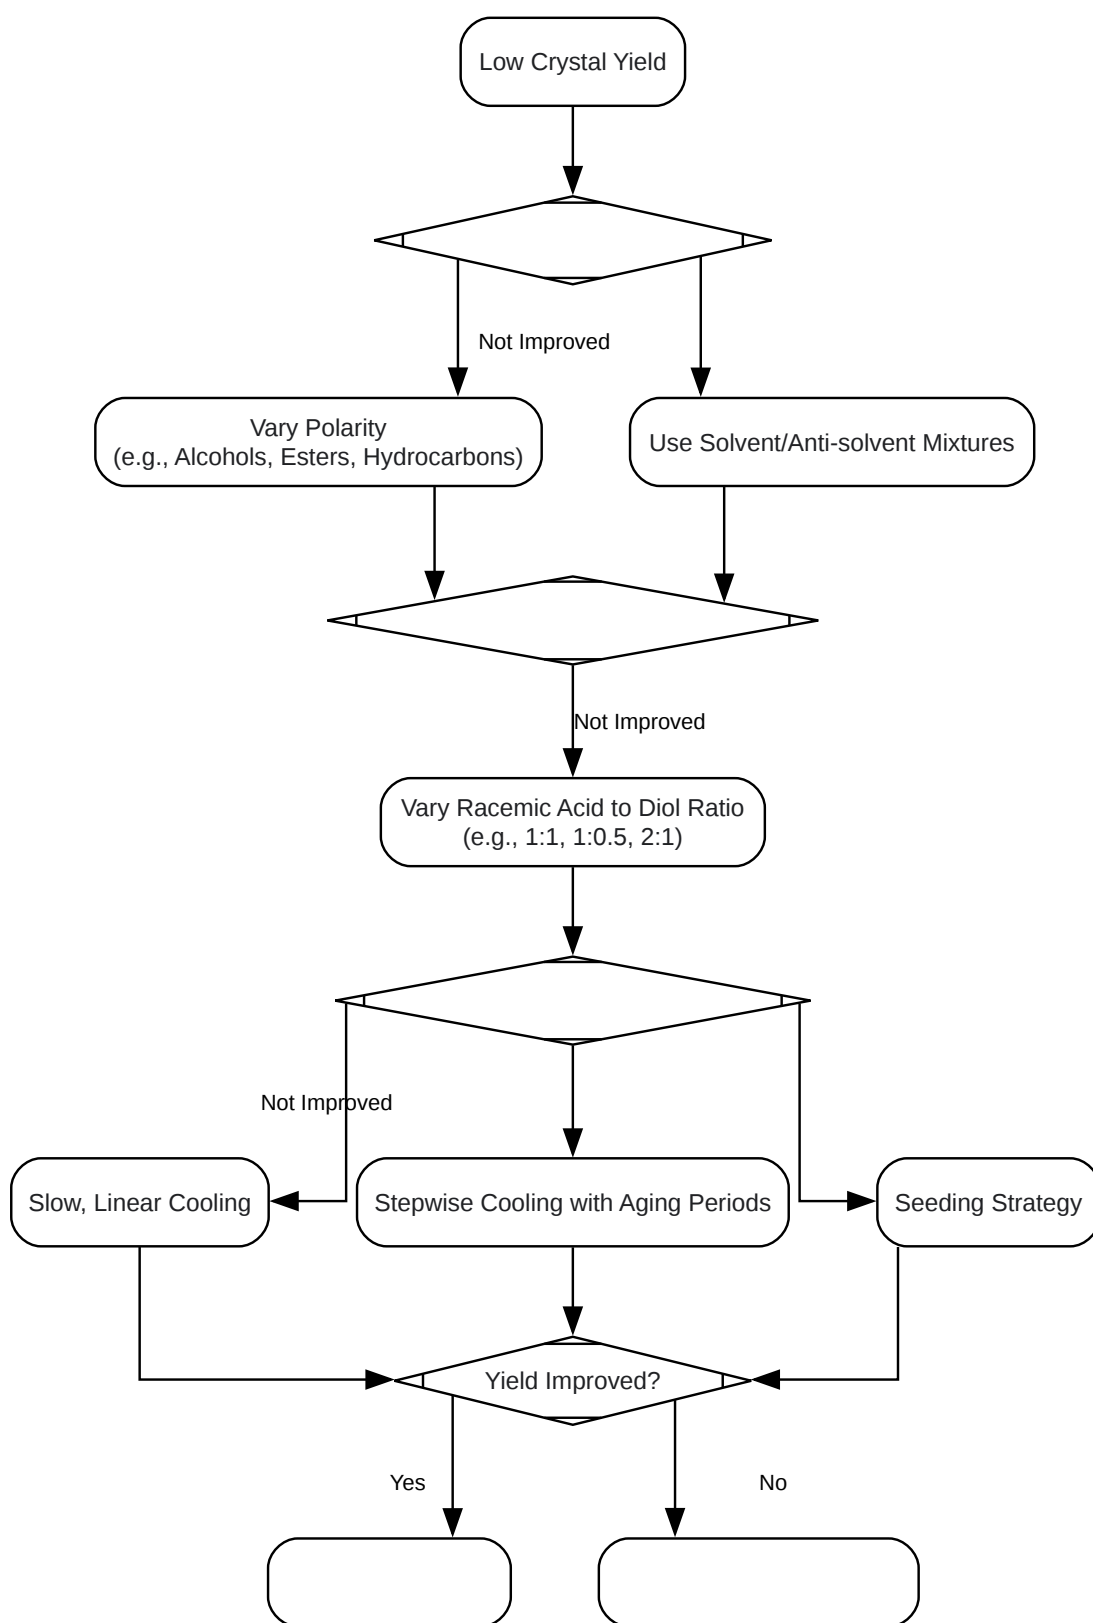 Low Crystal Yield
Not Improved
Vary Polarity
(e.g., Alcohols, Esters, Hydrocarbons)
Use Solvent/Anti-solvent Mixtures
Not Improved
Vary Racemic Acid to Diol Ratio
(e.g., 1:1, 1:0.5, 2:1)
Not Improved
Slow, Linear Cooling
Stepwise Cooling with Aging Periods
Seeding Strategy
Yield Improved?
Yes
No